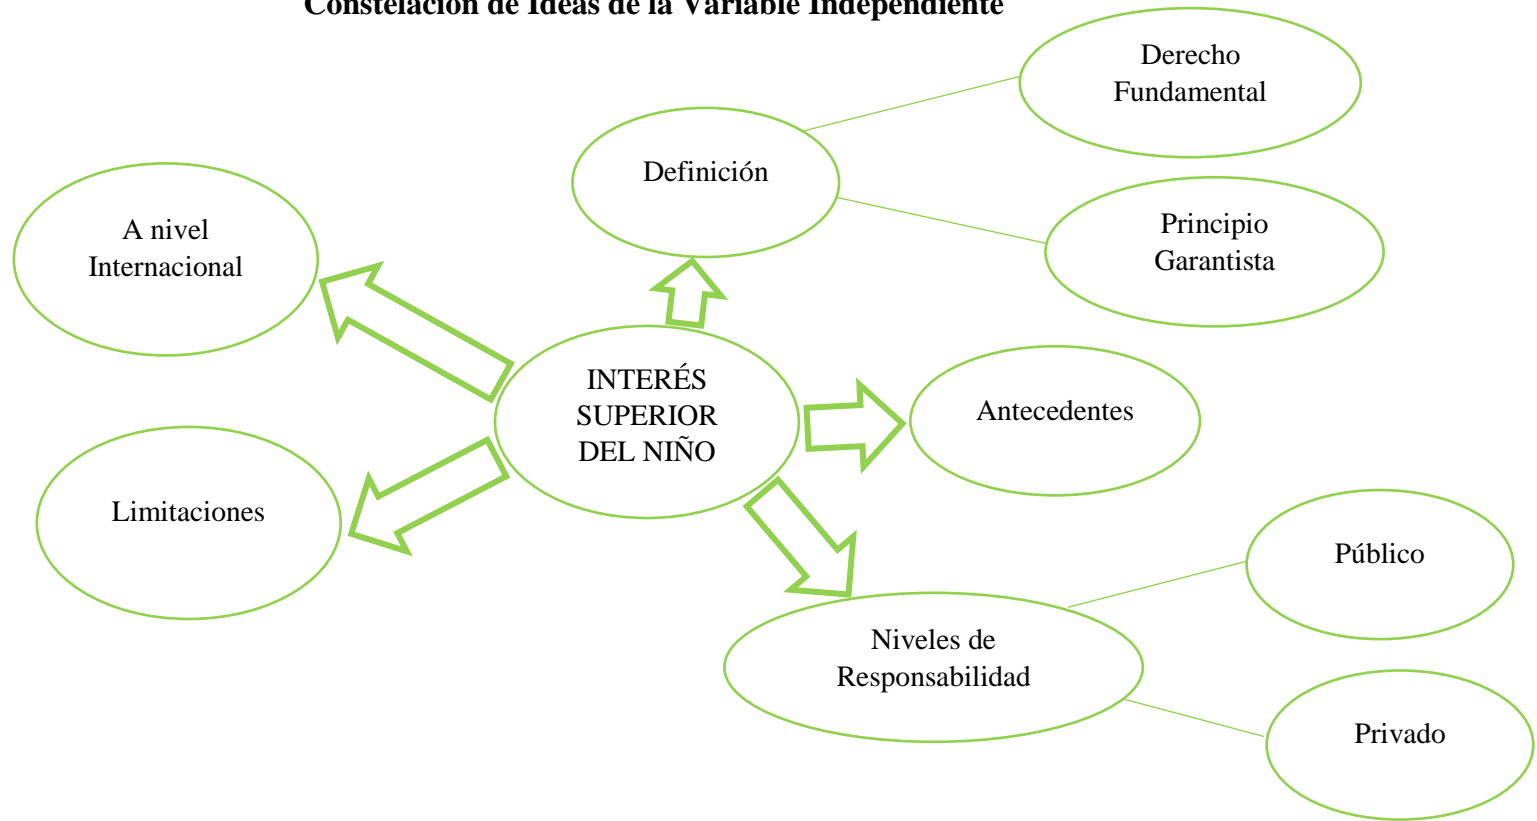 Constelación de Ideas de la Variable Independiente
Derecho
Fundamental
Definición
Principio
Garantista
A nivel
Internacional
INTERÉS
SUPERIOR
DEL NIÑO
Antecedentes
Limitaciones
Público
Niveles de
Responsabilidad
Privado